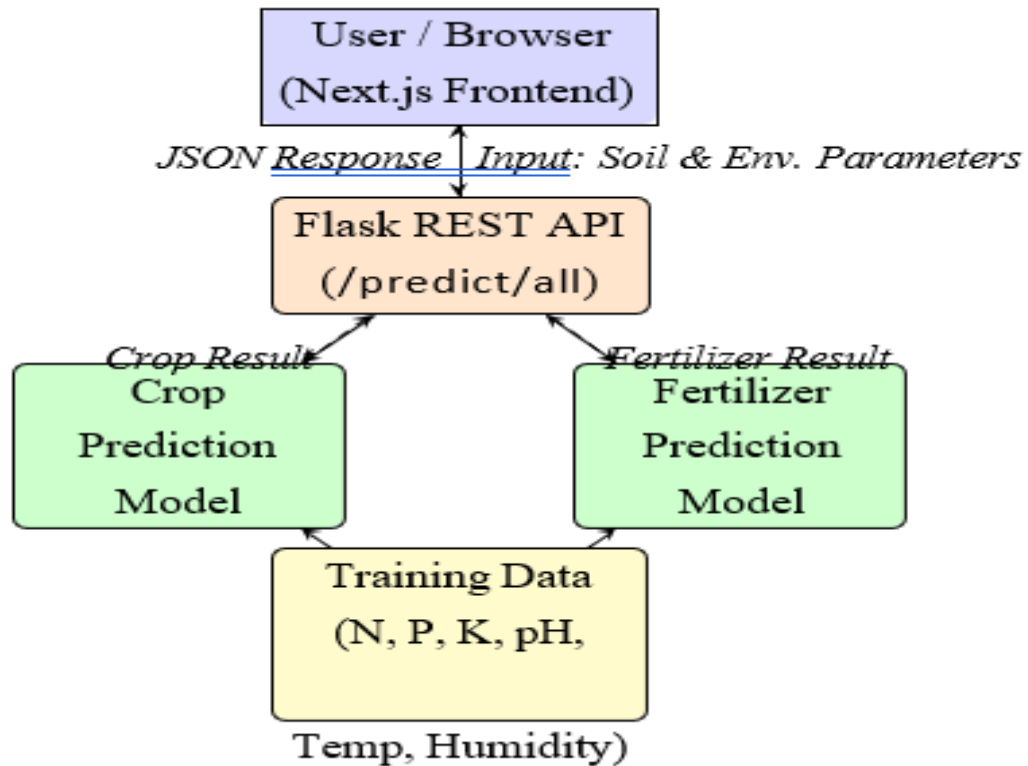 User / Browser
(Next.js Frontend)
JSON Response Input: Soil & Env. Parameters
Flask REST API
(/predict/all)
Crop Result
Fertilizer Result
Crop
Prediction
Model
Fertilizer
Prediction
Model
Training Data
(N, P, K, pH,
Temp, Humidity)